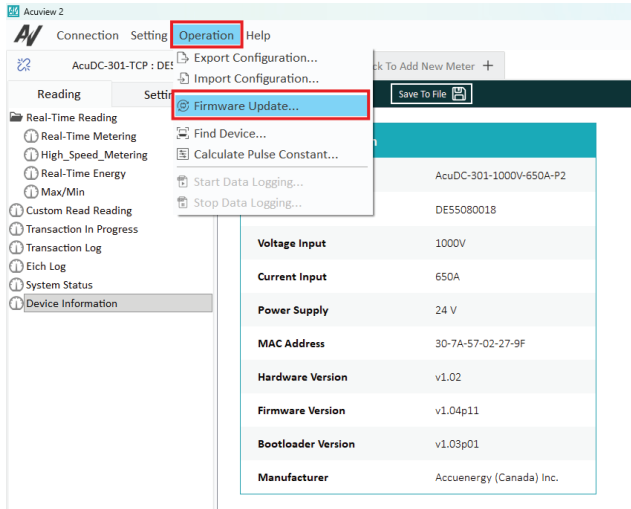 Acuview 2
Connection Setting Operation Help
AcuDC-301-TCP : DE
Export Configuration...
ck To Add New Meter +
Import Configuration...
Reading
Firmware Update...
Save To File
Real-Time Reading
Find Device...
Real-Time Metering
Calculate Pulse Constant...
High_Speed_Metering
Real-Time Energy
Start Data Logging...
AcuDC-301-1000V-650A-P2
Max/Min
Stop Data Logging...
Custom Read Reading
DE55080018
Transaction In Progress
Transaction Log
Voltage Input 1000V
Eich Log
Current Input 650A
System Status
Device Information
Power Supply 24 V
MAC Address 30-7A-57-02-27-9F
Hardware Version v1.02
Firmware Version v1.04p11
Bootloader Version v1.03p01
Manufacturer Accuenergy (Canada) Inc.